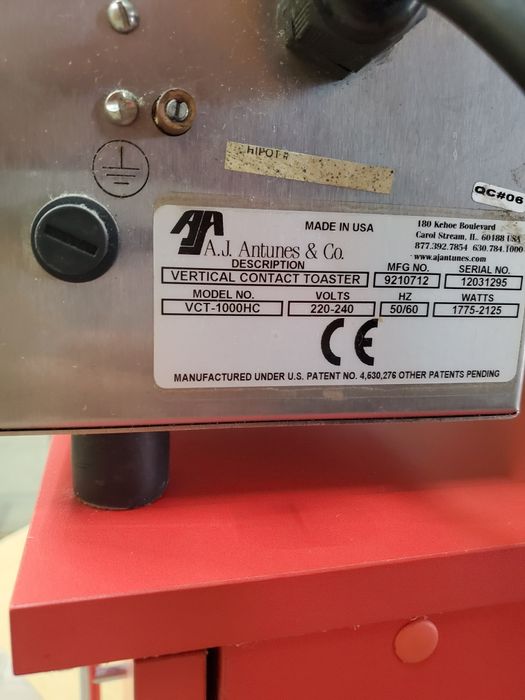 HIPOT#
QC#06
AJA
A.J. Antunes & Co.
MADE IN USA
180 Kehoe Boulevard
Carol Stream, IL 60188 USA
877.392.7854 630.784.1000
www.ajantunes.com
DESCRIPTION MFG NO. SERIAL NO.
VERTICAL CONTACT TOASTER 9210712 12031295
MODEL NO. VOLTS HZ WATTS
VCT-1000HC 220-240 50/60 1775-2125
CE
MANUFACTURED UNDER U.S. PATENT NO. 4,530,276 OTHER PATENTS PENDING